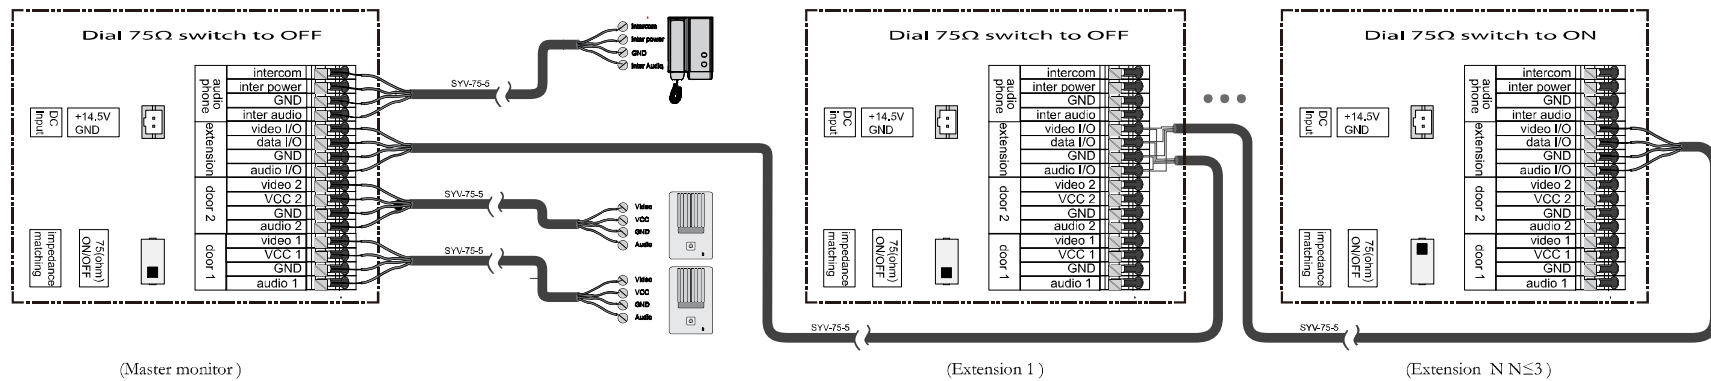 Dial 75Ω switch to OFF
audio phone
intercom
inter power
GND
inter audio
extension
video I/O
data I/O
GND
audio I/O
door 2
video 2
VCC 2
GND
audio 2
door 1
video 1
VCC 1
GND
audio 1
DC Input
+14.5V
GND
impedance matching
75(ohm)
ON/OFF
SYV-75-5
Intercom
Inter power
GND
Inter Audio
SYV-75-5
Video
VCC
GND
Audio
SYV-75-5
Video
VCC
GND
Audio
(Master monitor )
SYV-75-5
Dial 75Ω switch to OFF
audio phone
intercom
inter power
GND
inter audio
extension
video I/O
data I/O
GND
audio I/O
door 2
video 2
VCC 2
GND
audio 2
door 1
video 1
VCC 1
GND
audio 1
DC Input
+14.5V
GND
impedance matching
75(ohm)
ON/OFF
(Extension 1 )
SYV-75-5
Dial 75Ω switch to ON
audio phone
intercom
inter power
GND
inter audio
extension
video I/O
data I/O
GND
audio I/O
door 2
video 2
VCC 2
GND
audio 2
door 1
video 1
VCC 1
GND
audio 1
DC Input
+14.5V
GND
impedance matching
75(ohm)
ON/OFF
(Extension N N≤3 )